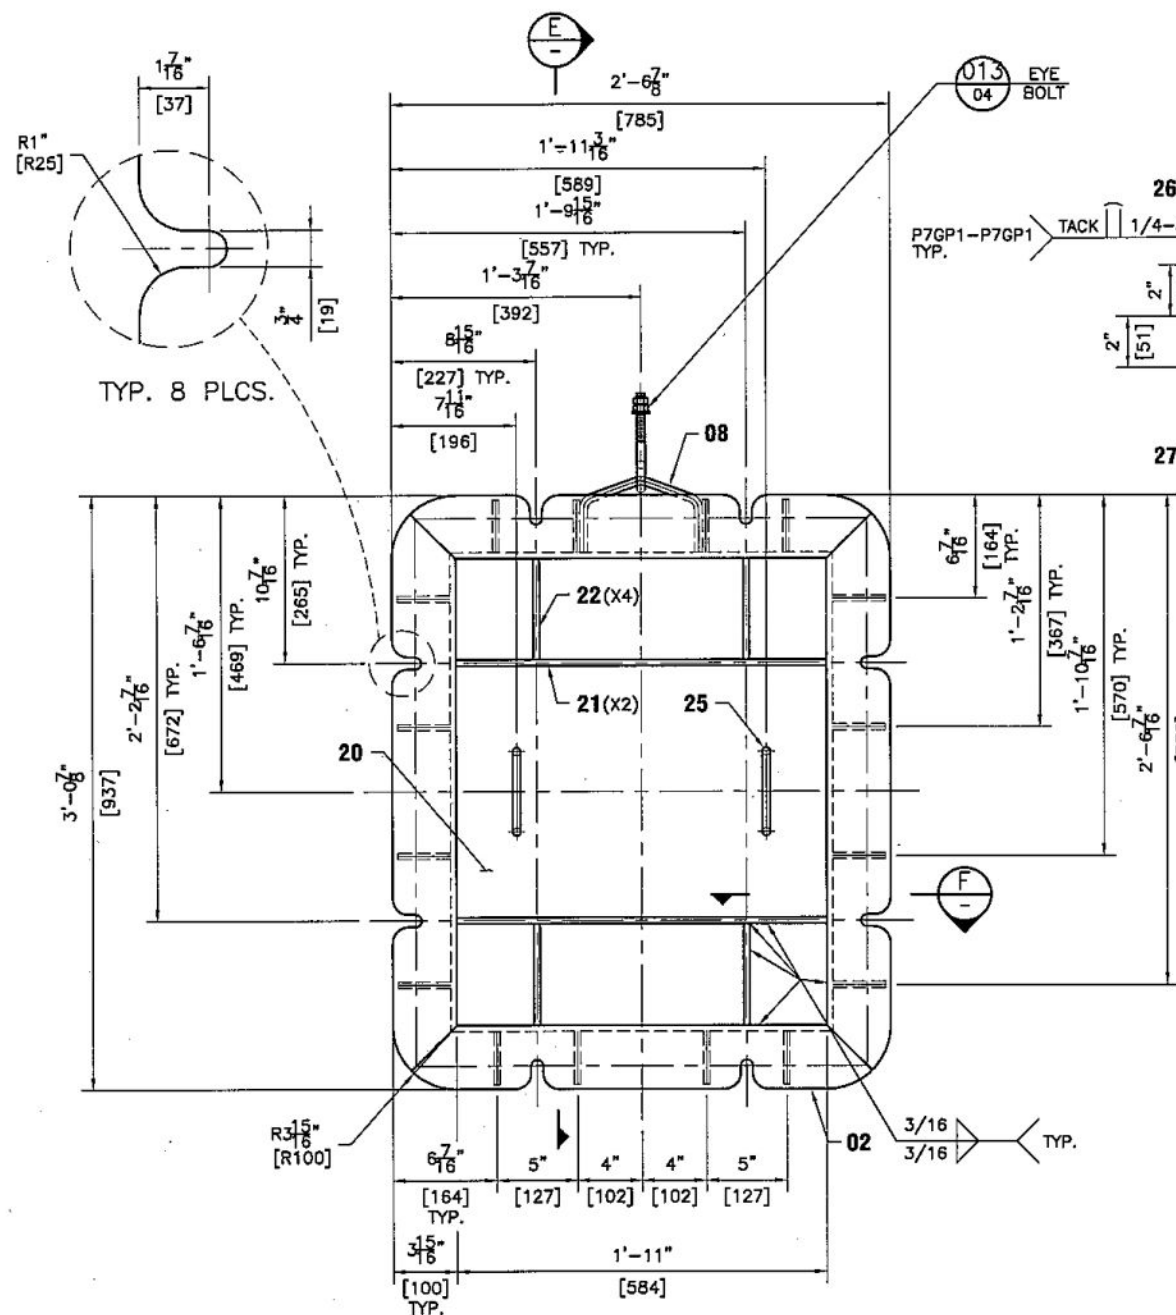 E
-
1 7/16"
[37]
R1"
[R25]
3/4"
[19]
TYP. 8 PLCS.
2'-6 7/8"
[785]
1'-11 3/16"
[589]
1'-9 15/16"
[557] TYP.
1'-3 7/16"
[392]
8 15/16"
[227] TYP.
7 11/16"
[196]
013
04
EYE
BOLT
26
P7GP1-P7GP1
TYP.
TACK
1/4-
2"
2"
[51]
27
08
22(X4)
21(X2)
25
20
3'-0 7/8"
[937]
2'-2 7/16"
[672] TYP.
1'-6 7/16"
[469] TYP.
10 7/16"
[265] TYP.
6 7/16"
[164]
TYP.
1'-2 7/16"
[367] TYP.
1'-10 7/16"
[570] TYP.
2'-6 7/16"
F
-
R3 15/16"
[R100]
02
3/16
3/16
TYP.
6 7/16"
[164]
TYP.
5"
[127]
4"
[102]
4"
[102]
5"
[127]
3 15/16"
[100]
TYP.
1'-11"
[584]